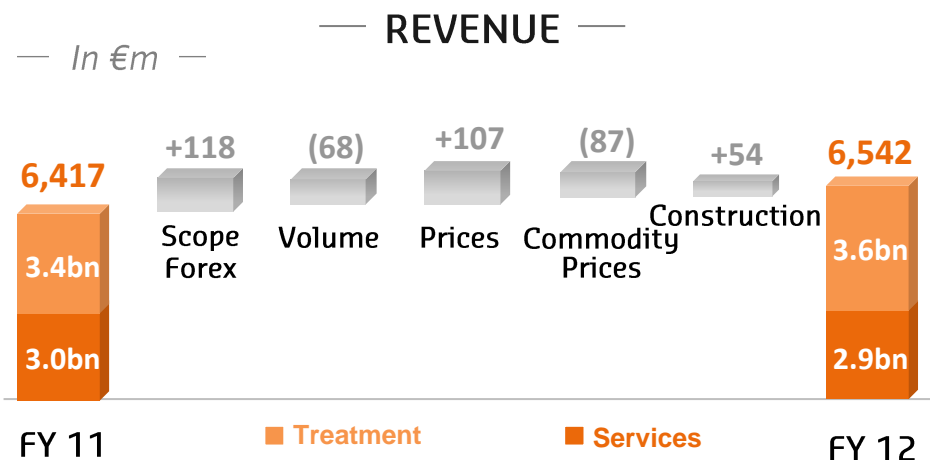 REVENUE
In €m
6,417
+118
(68)
+107
(87)
+54
6,542
Scope
Forex
Volume
Prices
Commodity
Prices
Construction
3.4bn
3.0bn
3.6bn
2.9bn
FY 11
Treatment
Services
FY 12